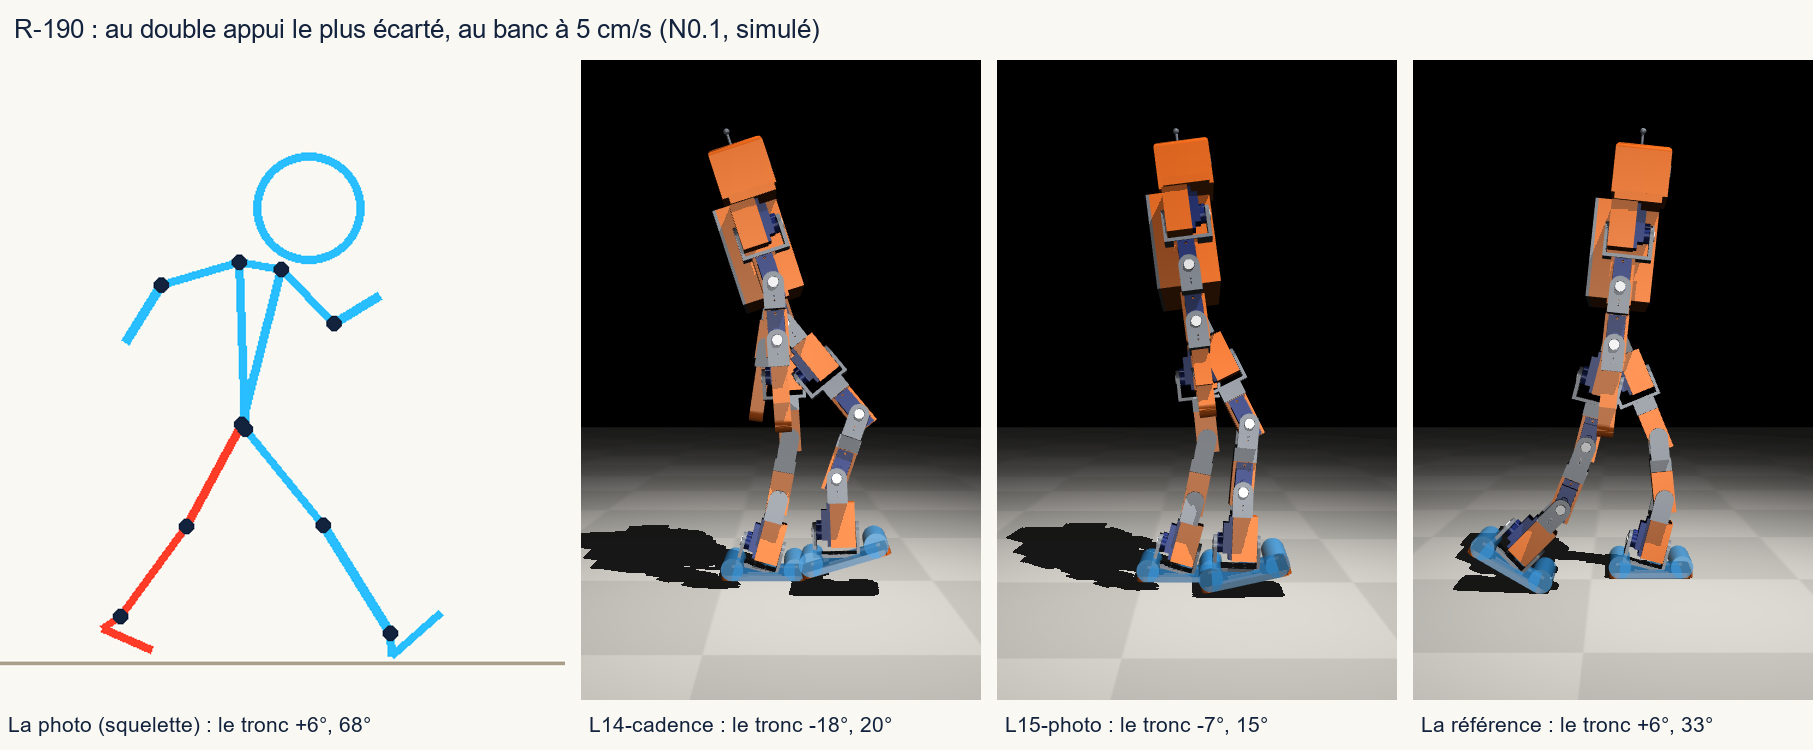 R-190 : au double appui le plus écarté, au banc à 5 cm/s (N0.1, simulé)
La photo (squelette) : le tronc +6°, 68°
L14-cadence : le tronc -18°, 20°
L15-photo : le tronc -7°, 15°
La référence : le tronc +6°, 33°